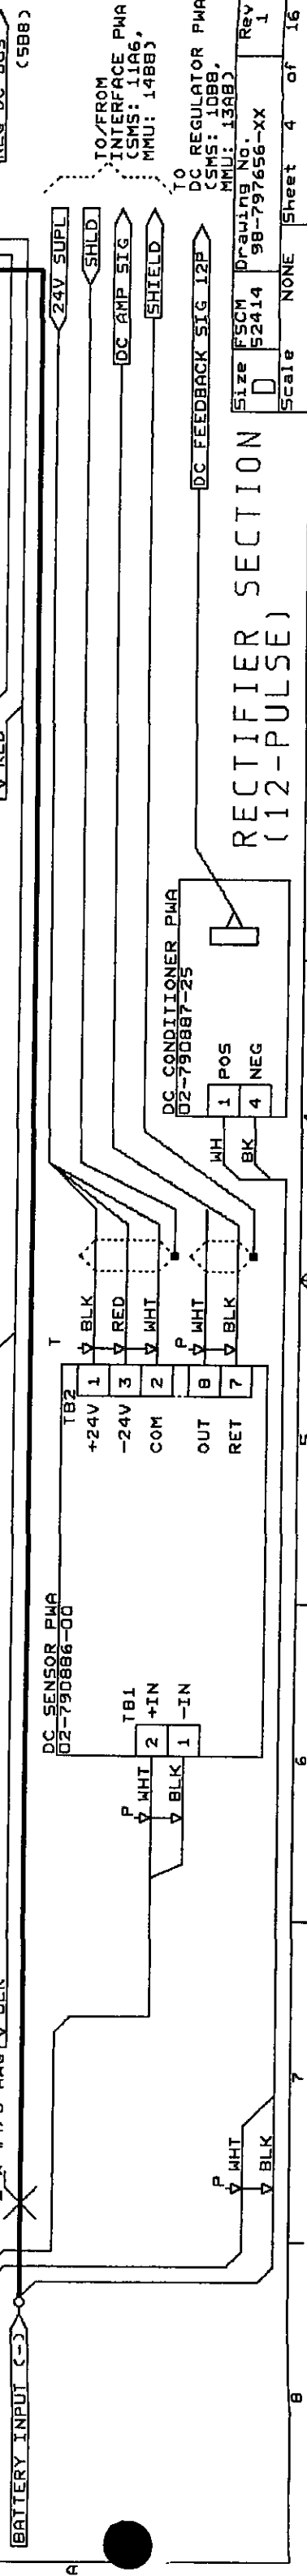 (5B8)
BATTERY INPUT (-)
A
8
7
6
5
P
WHT
BLK
P
WHT
BLK
DC SENSOR PWA
02-790886-00
TB1
2 +IN
1 -IN
TB2
+24V 1
-24V 3
COM 2
OUT 8
RET 7
T
BLK
RED
WHT
P
WHT
BLK
24V SUPL
SHLD
DC AMP SIG
SHIELD
TO/FROM
INTERFACE PWA
(SMS: 11A6,
MMU: 14B8)
DC CONDITIONER PWA
02-790887-25
WH 1 POS
BK 4 NEG
DC FEEDBACK SIG 12P
TO
DC REGULATOR PWA
(SMS: 10B8,
MMU: 13A8)
RECTIFIER SECTION
(12-PULSE)
Size
D
FSCM
52414
Drawing No.
98-797656-XX
Rev
1
Scale
NONE
Sheet 4 of 16